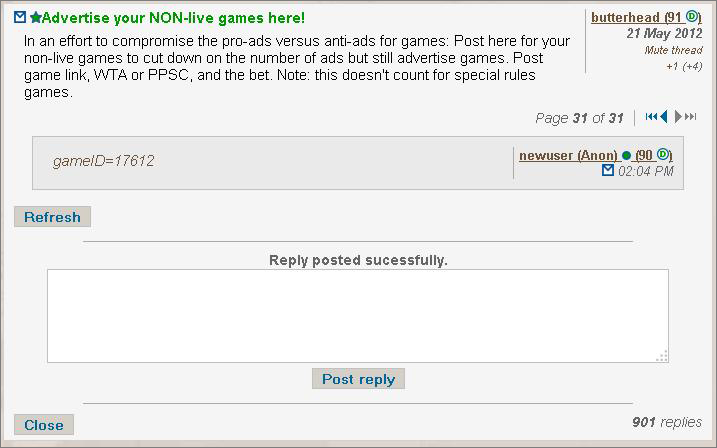 Advertise your NON-live games here!
butterhead (91 D)
21 May 2012
Mute thread
+1 (+4)
In an effort to compromise the pro-ads versus anti-ads for games: Post here for your
non-live games to cut down on the number of ads but still advertise games. Post
game link, WTA or PPSC, and the bet. Note: this doesn't count for special rules
games.
Page 31 of 31
gameID=17612
newuser (Anon) (90 D)
02:04 PM
Refresh
Reply posted sucessfully.
Post reply
Close
901 replies